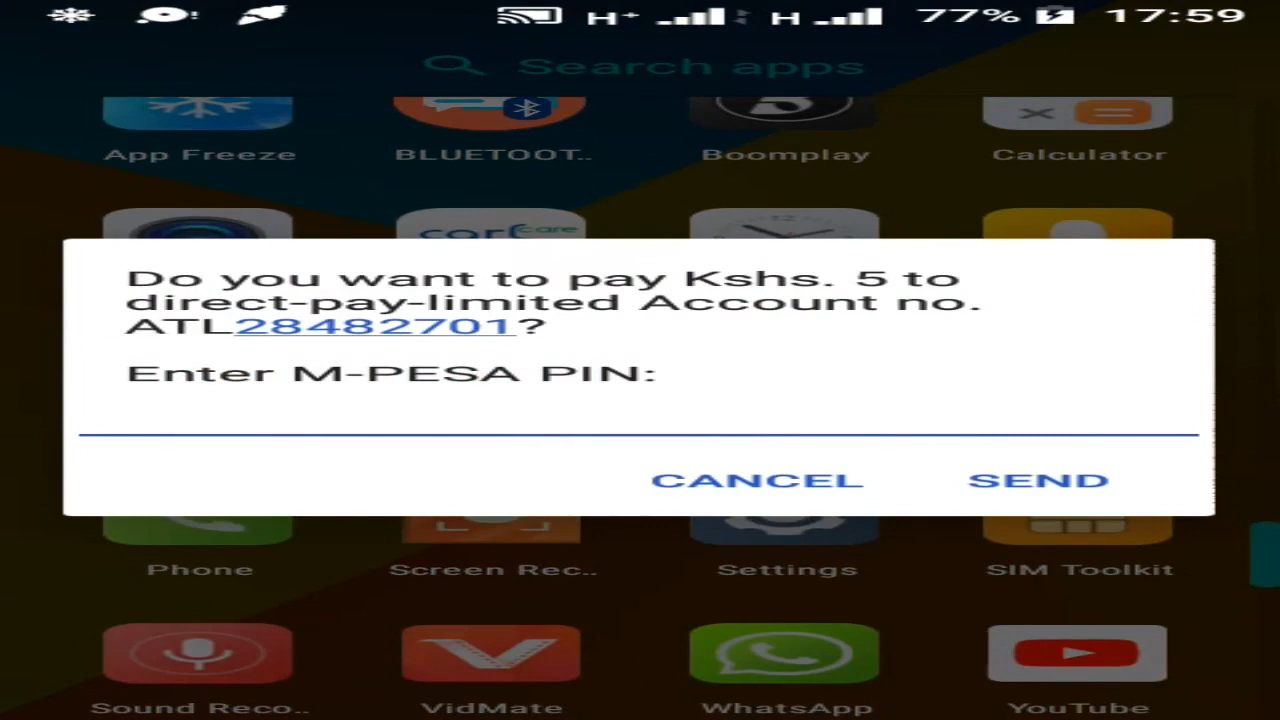 H+ H 77% 17:59
Search apps
App Freeze BLUETOOT.. Boomplay Calculator
carlcare 12
Do you want to pay Kshs. 5 to
direct-pay-limited Account no.
ATL28482701?
Enter M-PESA PIN:
CANCEL SEND
Phone Screen Rec.. Settings SIM Toolkit
Sound Reco.. VidMate WhatsApp YouTube